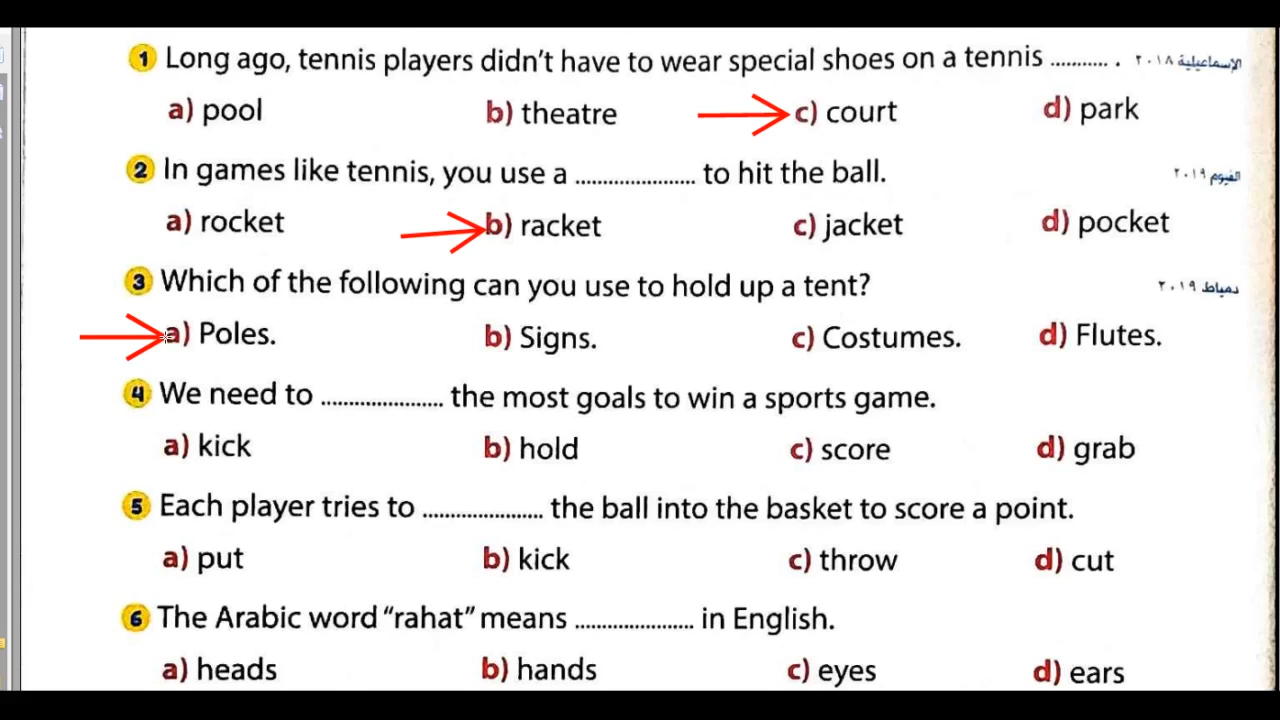 1 Long ago, tennis players didn't have to wear special shoes on a tennis ........... . الإسماعيلية ٢٠١٨
a) pool b) theatre c) court d) park
2 In games like tennis, you use a ...................... to hit the ball. الفيوم ٢٠١٩
a) rocket b) racket c) jacket d) pocket
3 Which of the following can you use to hold up a tent? دمياط ٢٠١٩
a) Poles. b) Signs. c) Costumes. d) Flutes.
4 We need to ...................... the most goals to win a sports game.
a) kick b) hold c) score d) grab
5 Each player tries to ...................... the ball into the basket to score a point.
a) put b) kick c) throw d) cut
6 The Arabic word “rahat” means ...................... in English.
a) heads b) hands c) eyes d) ears